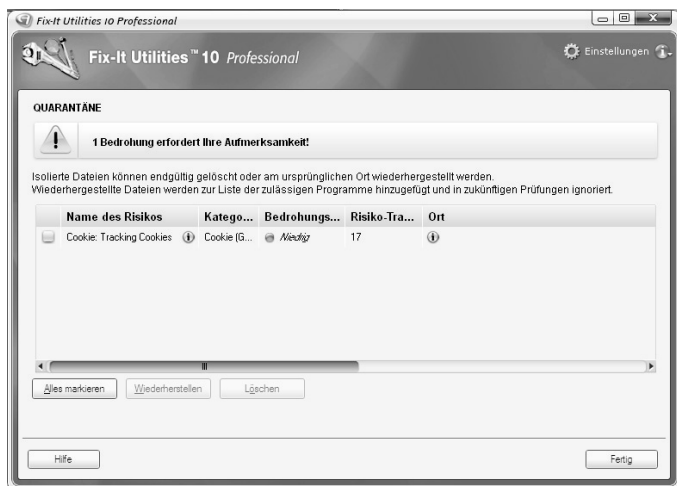 Fix-It Utilities 10 Professional
Fix-It Utilities™ 10 Professional
Einstellungen
QUARANTÄNE
1 Bedrohung erfordert Ihre Aufmerksamkeit!
Isolierte Dateien können endgültig gelöscht oder am ursprünglichen Ort wiederhergestellt werden.
Wiederhergestellte Dateien werden zur Liste der zulässigen Programme hinzugefügt und in zukünftigen Prüfungen ignoriert.
Name des Risikos Katego... Bedrohungs... Risiko-Tra... Ort
Cookie: Tracking Cookies Cookie (G... Niedrig 17
Alles markieren Wiederherstellen Löschen
Hilfe Fertig